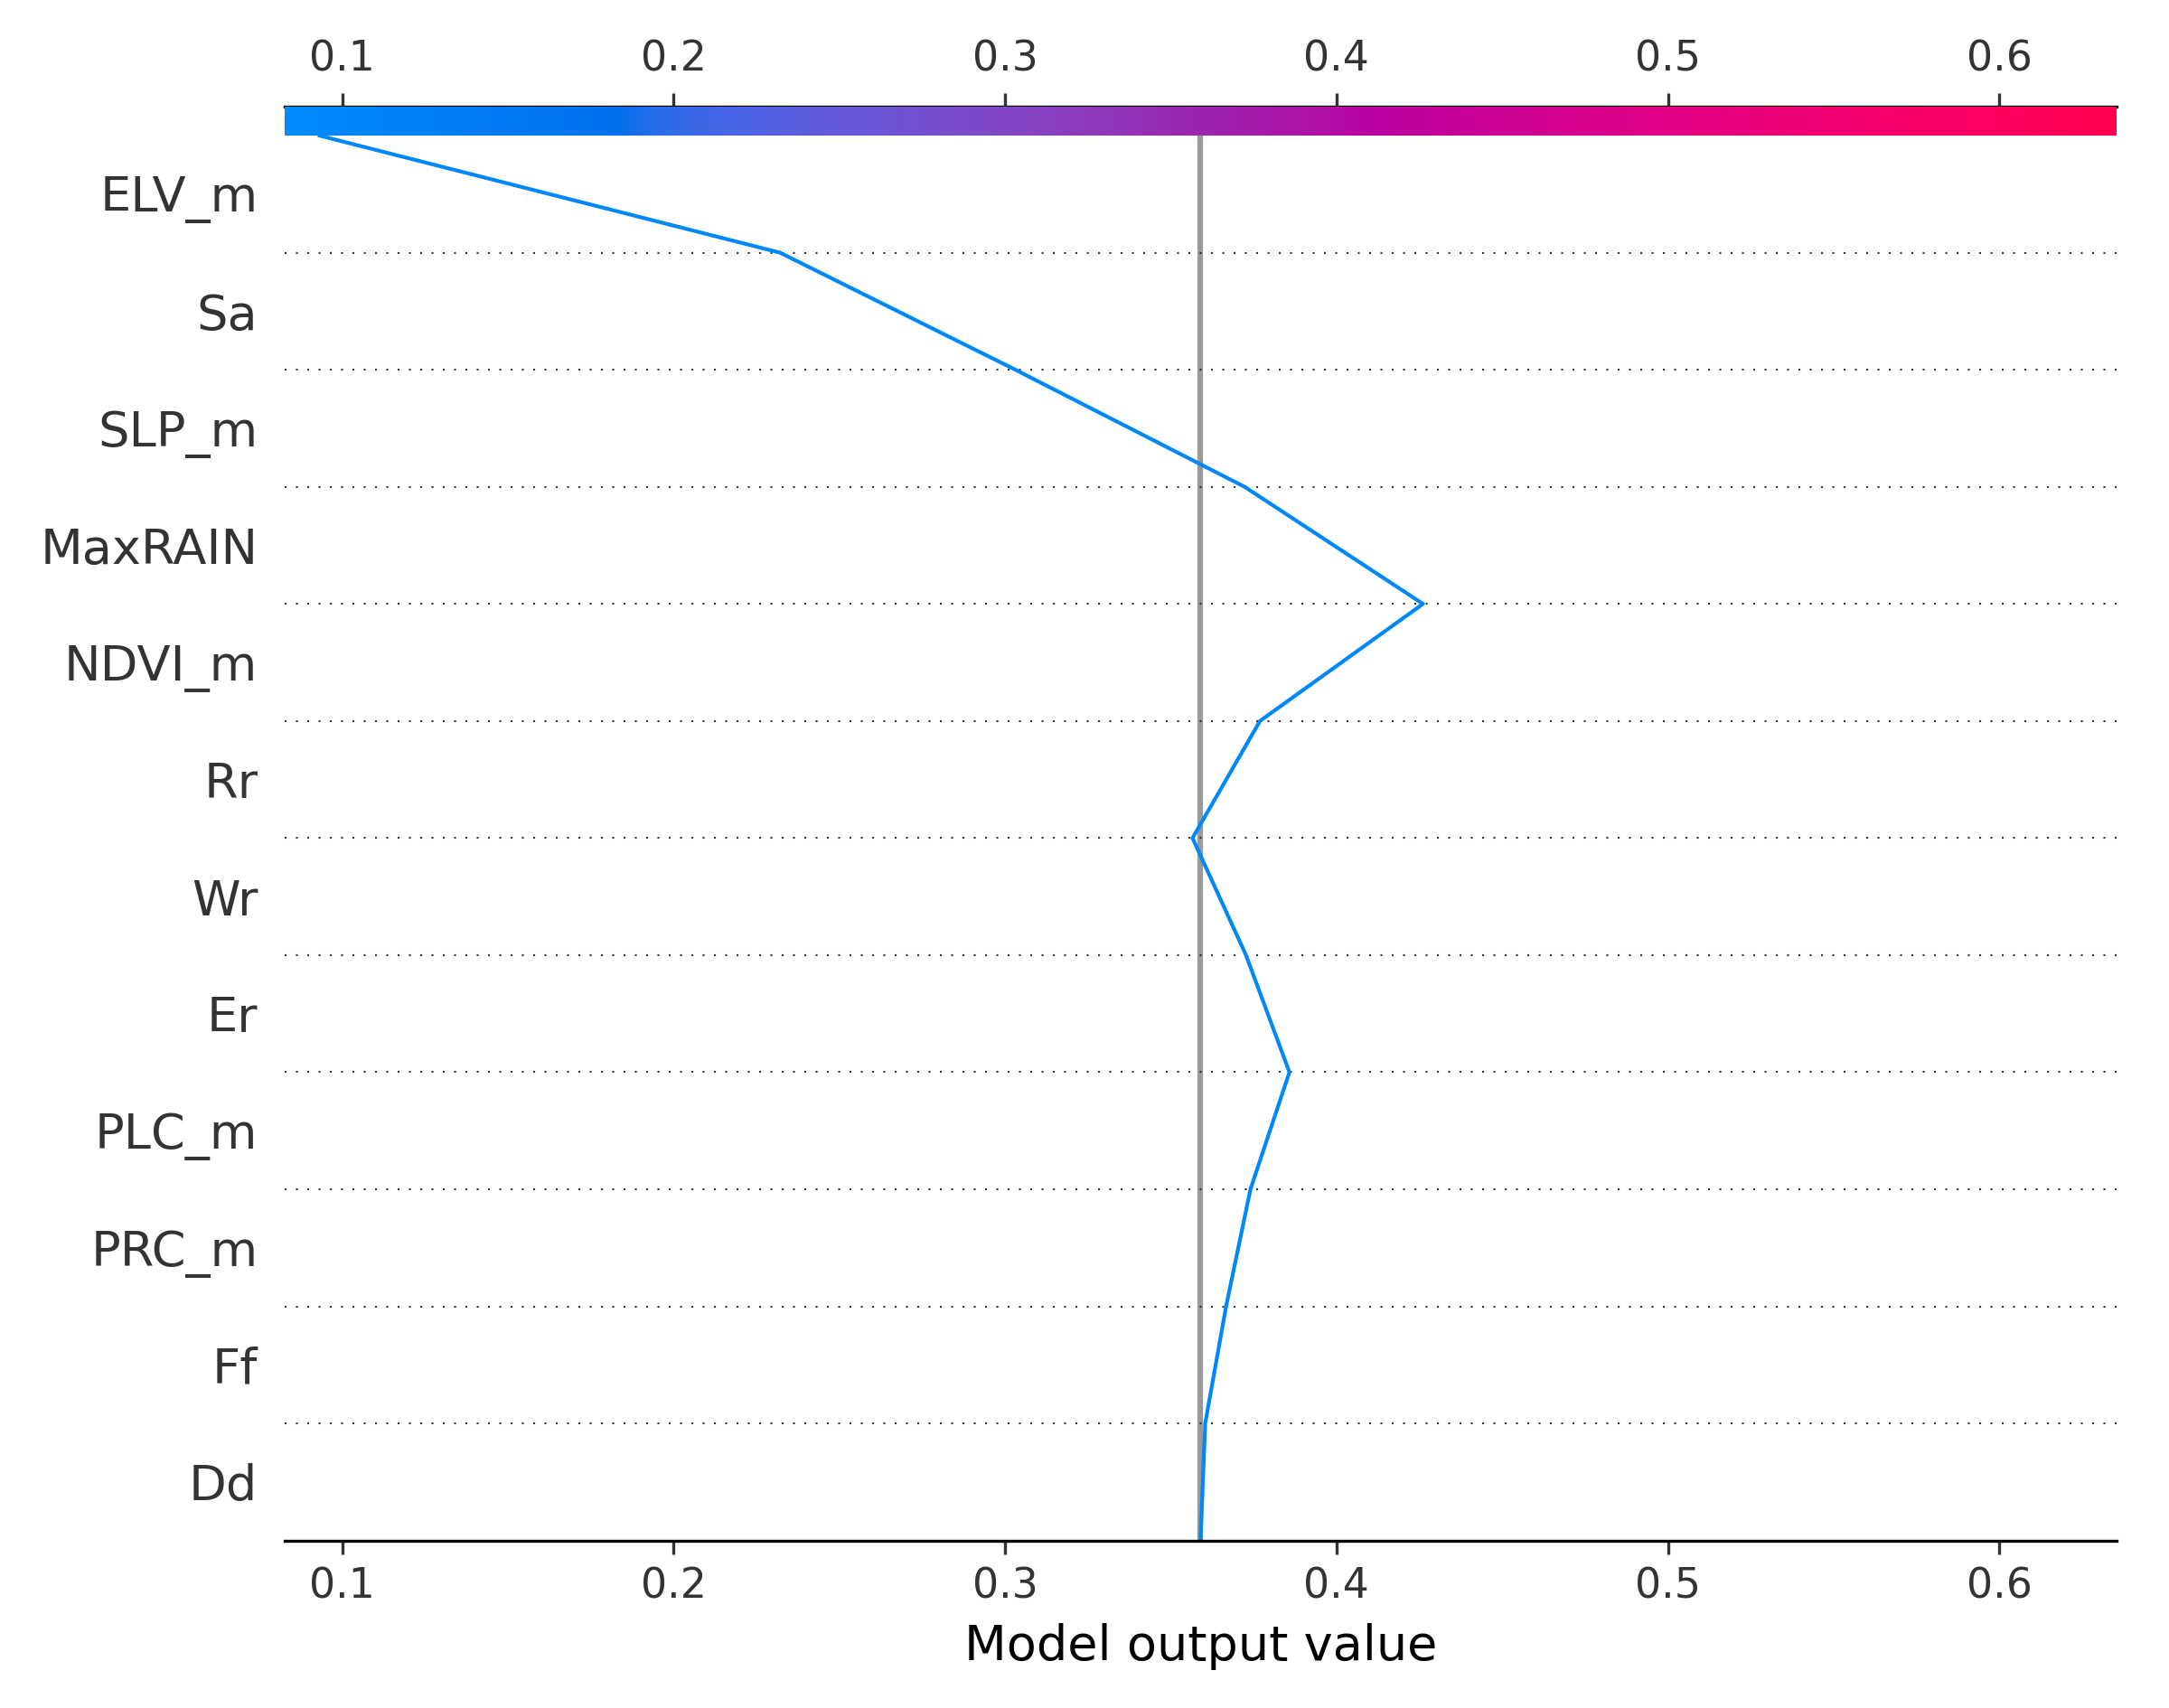 0.1 0.2 0.3 0.4 0.5 0.6
ELV_m
Sa
SLP_m
MaxRAIN
NDVI_m
Rr
Wr
Er
PLC_m
PRC_m
Ff
Dd
0.1 0.2 0.3 0.4 0.5 0.6
Model output value